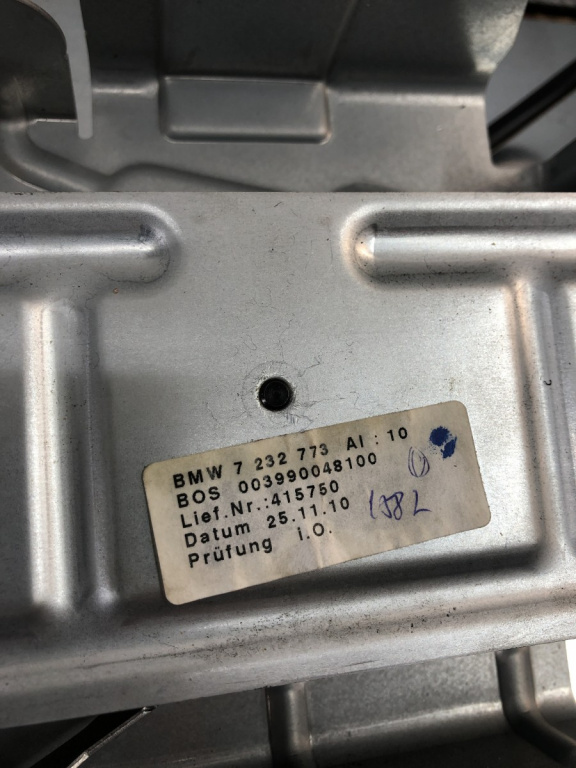 BMW 7 232 773 AI : 10
BOS 003990048100
Lief.Nr.:415750
Datum 25.11.10
Prüfung i.O.